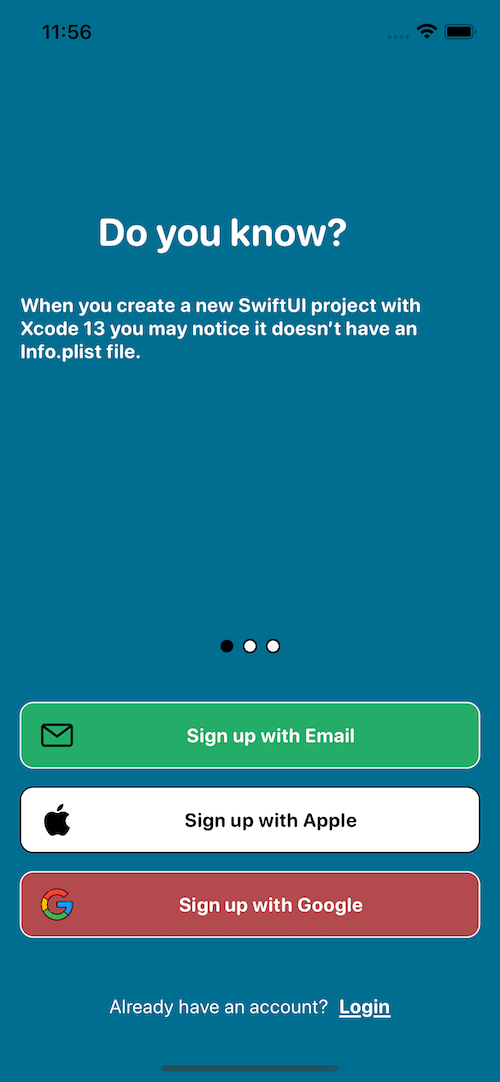 11:56
Do you know?
When you create a new SwiftUI project with
Xcode 13 you may notice it doesn't have an
Info.plist file.
Sign up with Email
Sign up with Apple
Sign up with Google
Already have an account? Login